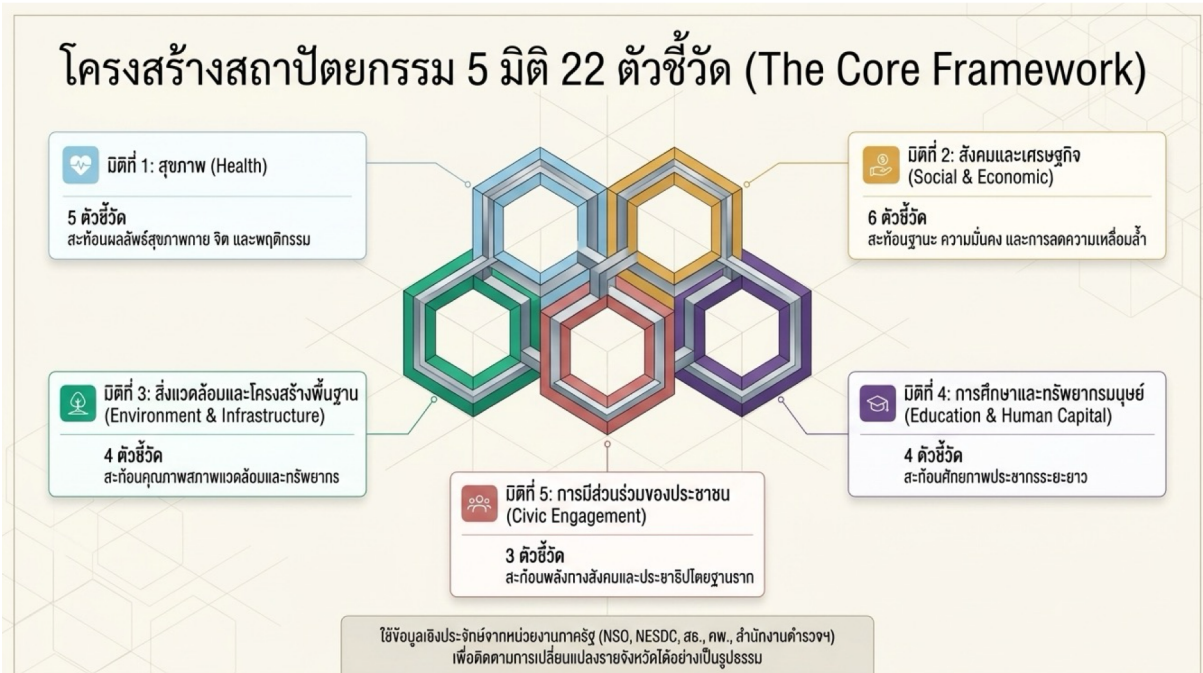 โครงสร้างสถาปัตยกรรม 5 มิติ 22 ตัวชี้วัด (The Core Framework)
มิติที่ 1: สุขภาพ (Health)
5 ตัวชี้วัด
สะท้อนผลลัพธ์สุขภาพกาย จิต และพฤติกรรม
มิติที่ 2: สังคมและเศรษฐกิจ
(Social & Economic)
6 ตัวชี้วัด
สะท้อนฐานะ ความมั่นคง และการลดความเหลื่อมล้ำ
มิติที่ 3: สิ่งแวดล้อมและโครงสร้างพื้นฐาน
(Environment & Infrastructure)
4 ตัวชี้วัด
สะท้อนคุณภาพสภาพแวดล้อมและทรัพยากร
มิติที่ 4: การศึกษาและทรัพยากรมนุษย์
(Education & Human Capital)
4 ตัวชี้วัด
สะท้อนศักยภาพประชากรระยะยาว
มิติที่ 5: การมีส่วนร่วมของประชาชน
(Civic Engagement)
3 ตัวชี้วัด
สะท้อนพลังทางสังคมและประชาธิปไตยฐานราก
ใช้ข้อมูลเชิงประจักษ์จากหน่วยงานภาครัฐ (NSO, NESDC, สธ., คพ., สำนักงานตำรวจฯ)
เพื่อติดตามการเปลี่ยนแปลงรายจังหวัดได้อย่างเป็นรูปธรรม